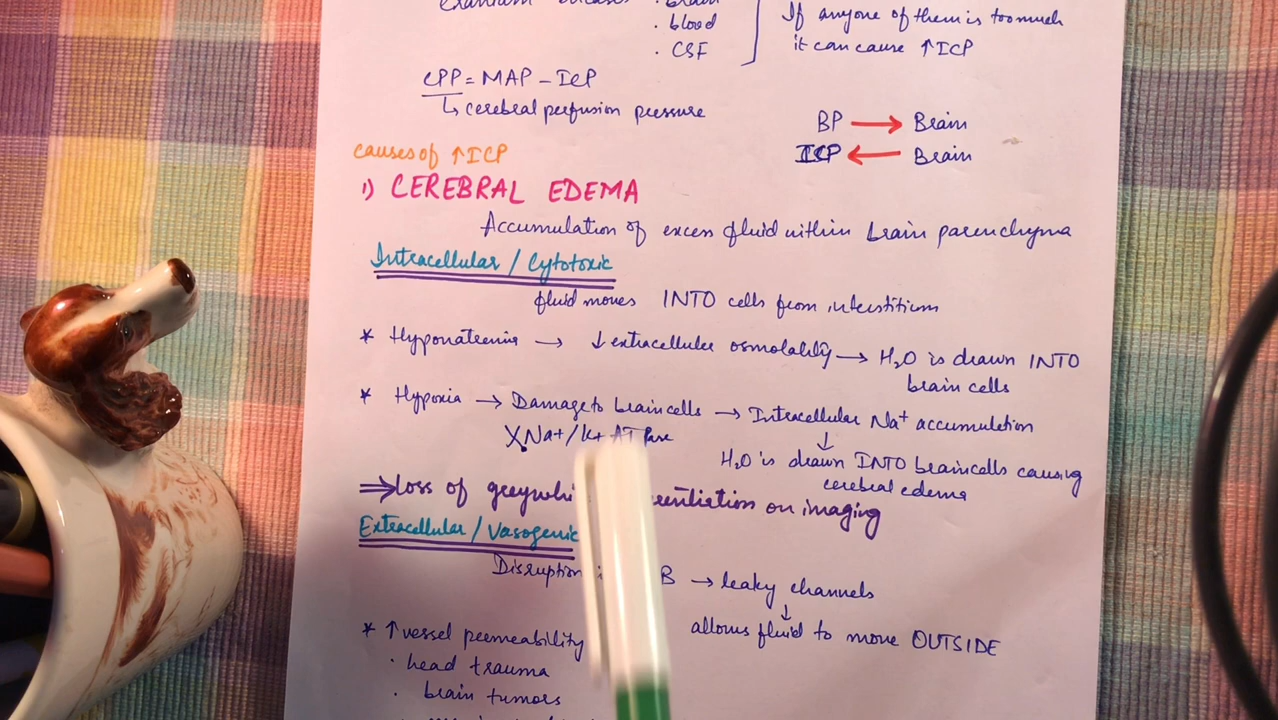 · blood
· CSF
If anyone of them is too much
it can cause ↑ICP
CPP = MAP - ICP
↳ cerebral perfusion pressure
BP → Brain
ICP ← Brain
causes of ↑ICP
1) CEREBRAL EDEMA
Accumulation of excess fluid within brain parenchyma
Intracellular / Cytotoxic
fluid moves INTO cells from interstitium
* Hyponatremia → ↓ extracellular osmolality → H₂O is drawn INTO
brain cells
* Hypoxia → Damage to brain cells → Intracellular Na⁺ accumulation
X Na+/K+ ATPase
↓
H₂O is drawn INTO brain cells causing
cerebral edema
⇒ loss of grey on imaging
Extracellular / Vasogenic
Disruption → leaky channels
↓
allows fluid to move OUTSIDE
* ↑ vessel permeability
· head trauma
· brain tumors